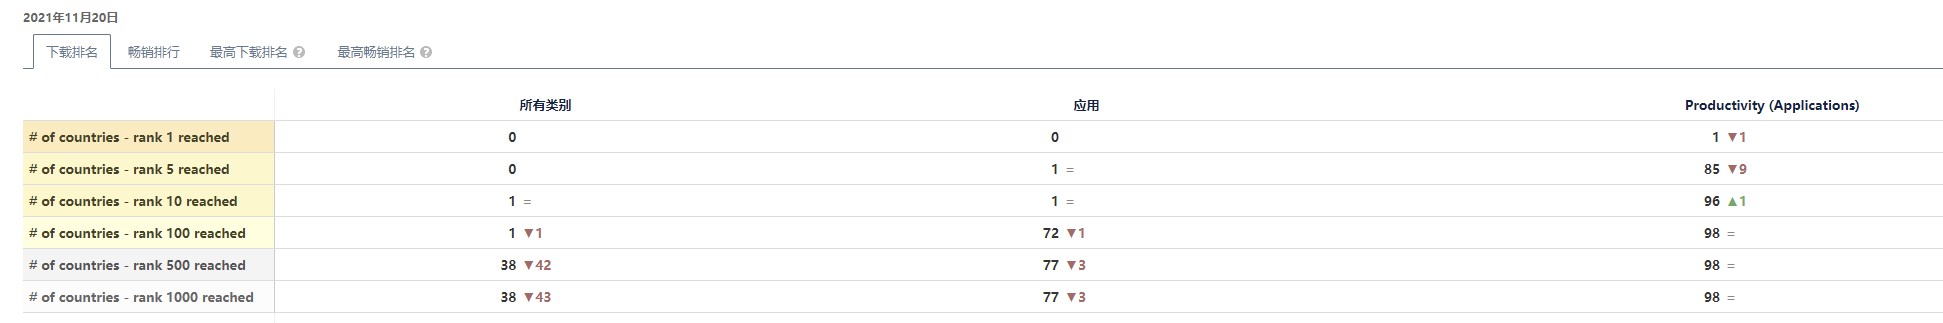 2021年11月20日
下载排名 畅销排行 最高下载排名 ? 最高畅销排名 ?
所有类别 应用 Productivity (Applications)
# of countries - rank 1 reached 0 0 1 ▼1
# of countries - rank 5 reached 0 1 = 85 ▼9
# of countries - rank 10 reached 1 = 1 = 96 ▲1
# of countries - rank 100 reached 1 ▼1 72 ▼1 98 =
# of countries - rank 500 reached 38 ▼42 77 ▼3 98 =
# of countries - rank 1000 reached 38 ▼43 77 ▼3 98 =